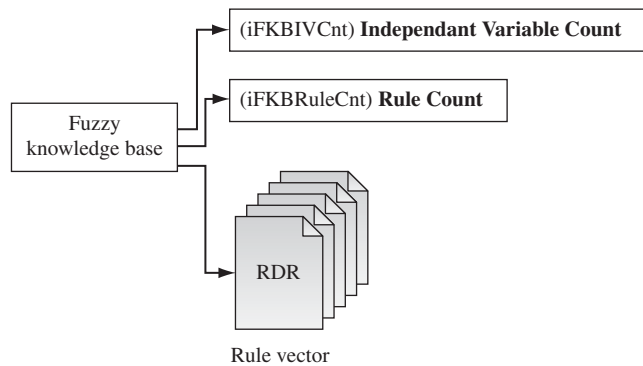 (iFKBIVCnt) Independant Variable Count
(iFKBRuleCnt) Rule Count
Fuzzy
knowledge base
RDR
Rule vector